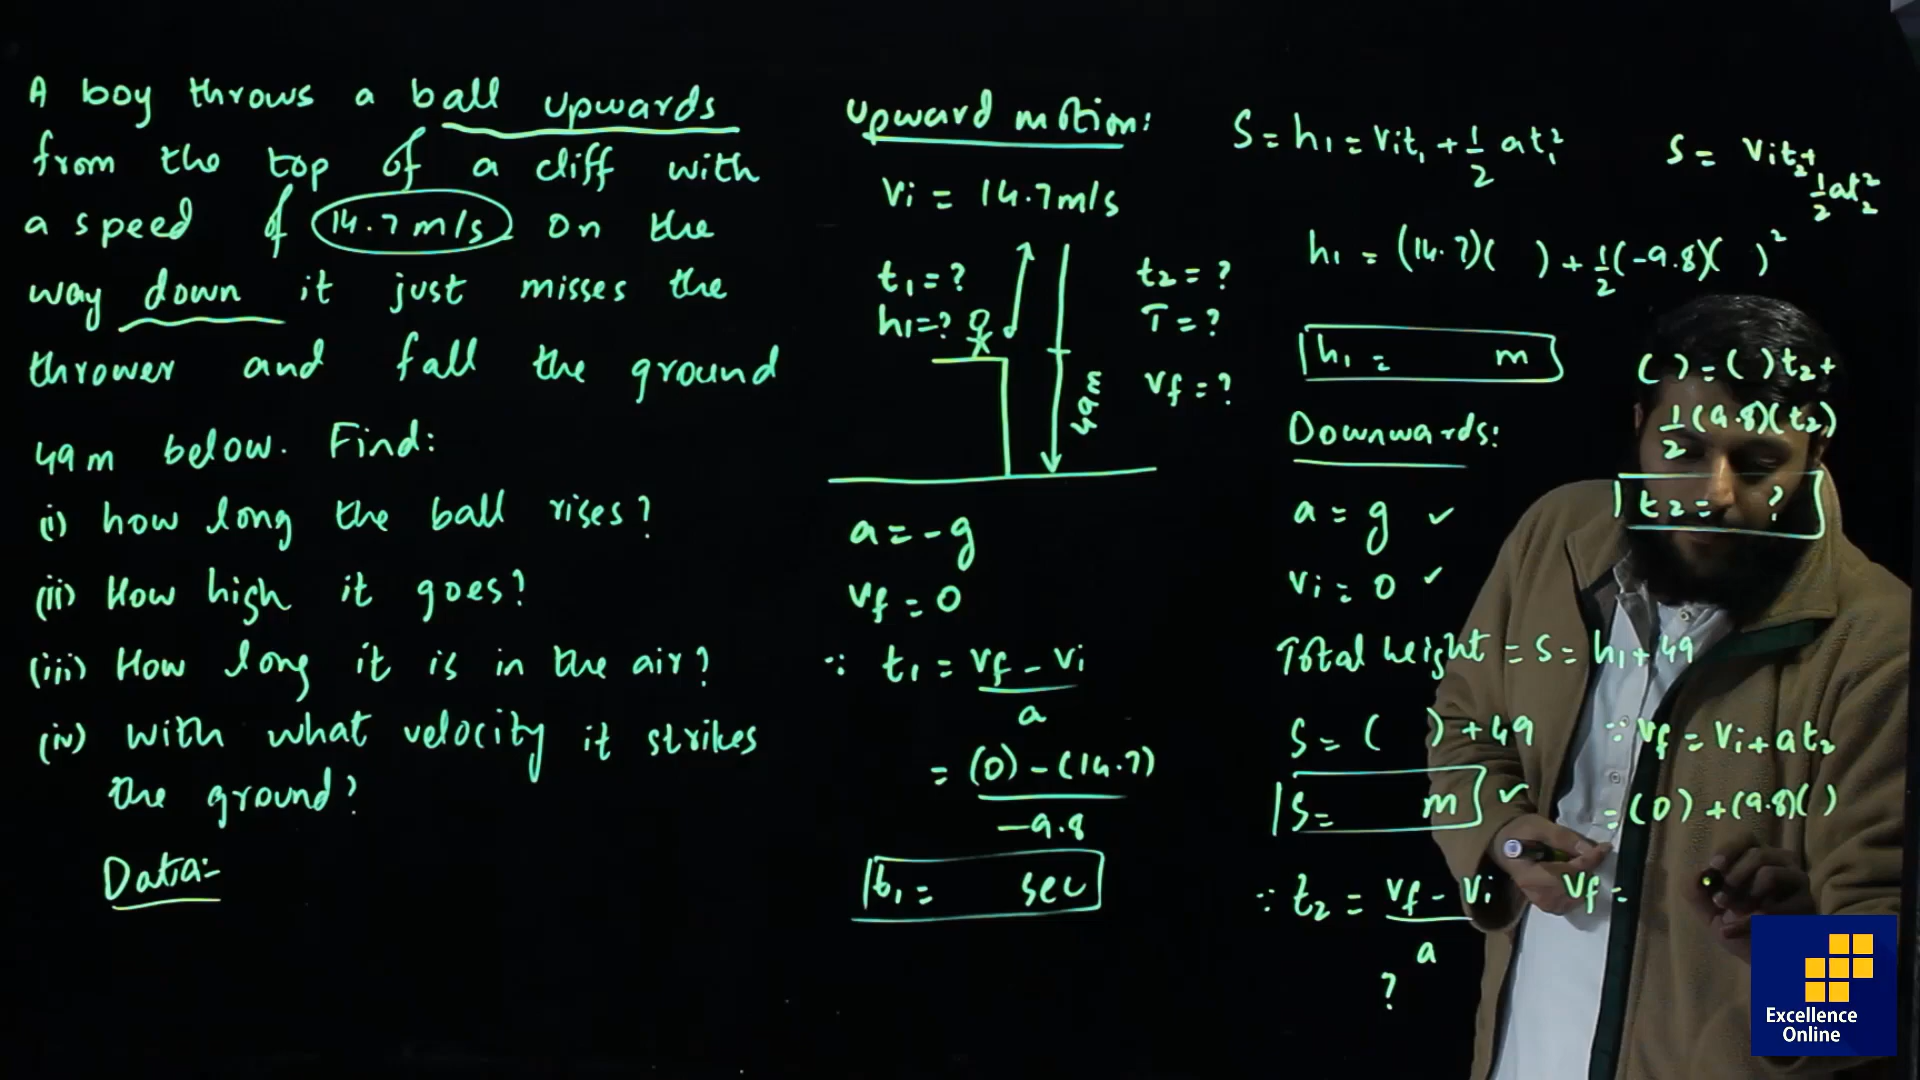 A boy throws a ball upwards
from the top of a cliff with
a speed of 14.7 m/s on the
way down it just misses the
thrower and fall the ground
49m below. Find:
(i) how long the ball rises?
(ii) How high it goes?
(iii) How long it is in the air?
(iv) with what velocity it strikes
the ground?
Data:-
Upward motion:
Vi = 14.7m/s
t1 = ?
h1 = ?
t2 = ?
T = ?
Vf = ?
49m
a = -g
Vf = 0
∵ t1 = Vf - Vi
a
= (0) - (14.7)
-9.8
t1 = sec
S = h1 = Vit1 + 1/2 at1²
h1 = (14.7)( ) + 1/2 (-9.8)( )²
h1 = m
Downwards:
a = g ✓
Vi = 0 ✓
Total height = S = h1 + 49
S = ( ) + 49
S = m ✓
∵ t2 = Vf - Vi
a
?
S = Vit2 +
1/2 at2²
( ) = ( )t2 +
1/2 (9.8)(t2)
t2 = ?
∵ Vf = Vi + at2
= (0) + (9.8)( )
Vf =
Excellence
Online